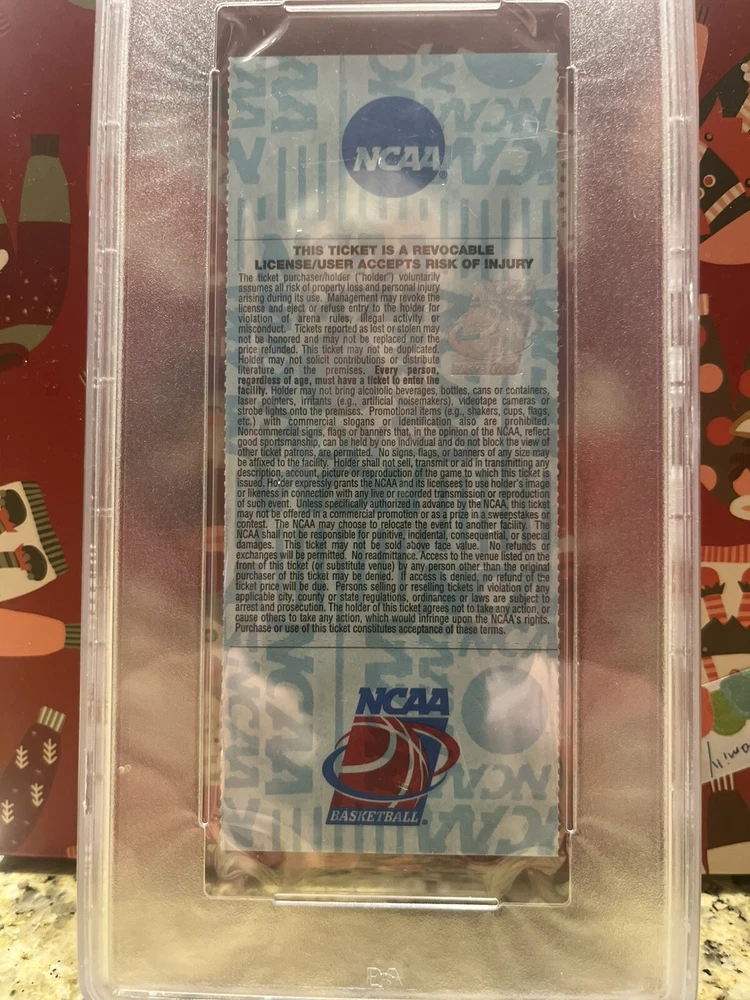 NCAA
THIS TICKET IS A REVOCABLE
LICENSE/USER ACCEPTS RISK OF INJURY
The ticket purchaser/holder ("holder") voluntarily
assumes all risk of property loss and personal injury
arising during its use. Management may revoke the
license and eject or refuse entry to the holder for
violation of arena rules, illegal activity or
misconduct. Tickets reported as lost or stolen may
not be honored and may not be replaced nor the
price refunded. This ticket may not be duplicated.
Holder may not solicit contributions or distribute
literature on the premises. Every person,
regardless of age, must have a ticket to enter the
facility. Holder may not bring alcoholic beverages, bottles, cans or containers,
laser pointers, irritants (e.g., artificial noisemakers), videotape cameras or
strobe lights onto the premises. Promotional items (e.g., shakers, cups, flags,
etc.) with commercial slogans or identification also are prohibited.
Noncommercial signs, flags or banners that, in the opinion of the NCAA, reflect
good sportsmanship, can be held by one individual and do not block the view of
other ticket patrons, are permitted. No signs, flags, or banners of any size may
be affixed to the facility. Holder shall not sell, transmit or aid in transmitting any
description, account, picture or reproduction of the game to which this ticket is
issued. Holder expressly grants the NCAA and its licensees to use holder's image
or likeness in connection with any live or recorded transmission or reproduction
of such event. Unless specifically authorized in advance by the NCAA, this ticket
may not be offered in a commercial promotion or as a prize in a sweepstakes or
contest. The NCAA may choose to relocate the event to another facility. The
NCAA shall not be responsible for punitive, incidental, consequential, or special
damages. This ticket may not be sold above face value. No refunds or
exchanges will be permitted. No readmittance. Access to the venue listed on the
front of this ticket (or substitute venue) by any person other than the original
purchaser of this ticket may be denied. If access is denied, no refund of the
ticket price will be due. Persons selling or reselling tickets in violation of any
applicable city, county or state regulations, ordinances or laws are subject to
arrest and prosecution. The holder of this ticket agrees not to take any action, or
cause others to take any action, which would infringe upon the NCAA's rights.
Purchase or use of this ticket constitutes acceptance of these terms.
NCAA
BASKETBALL
PSA